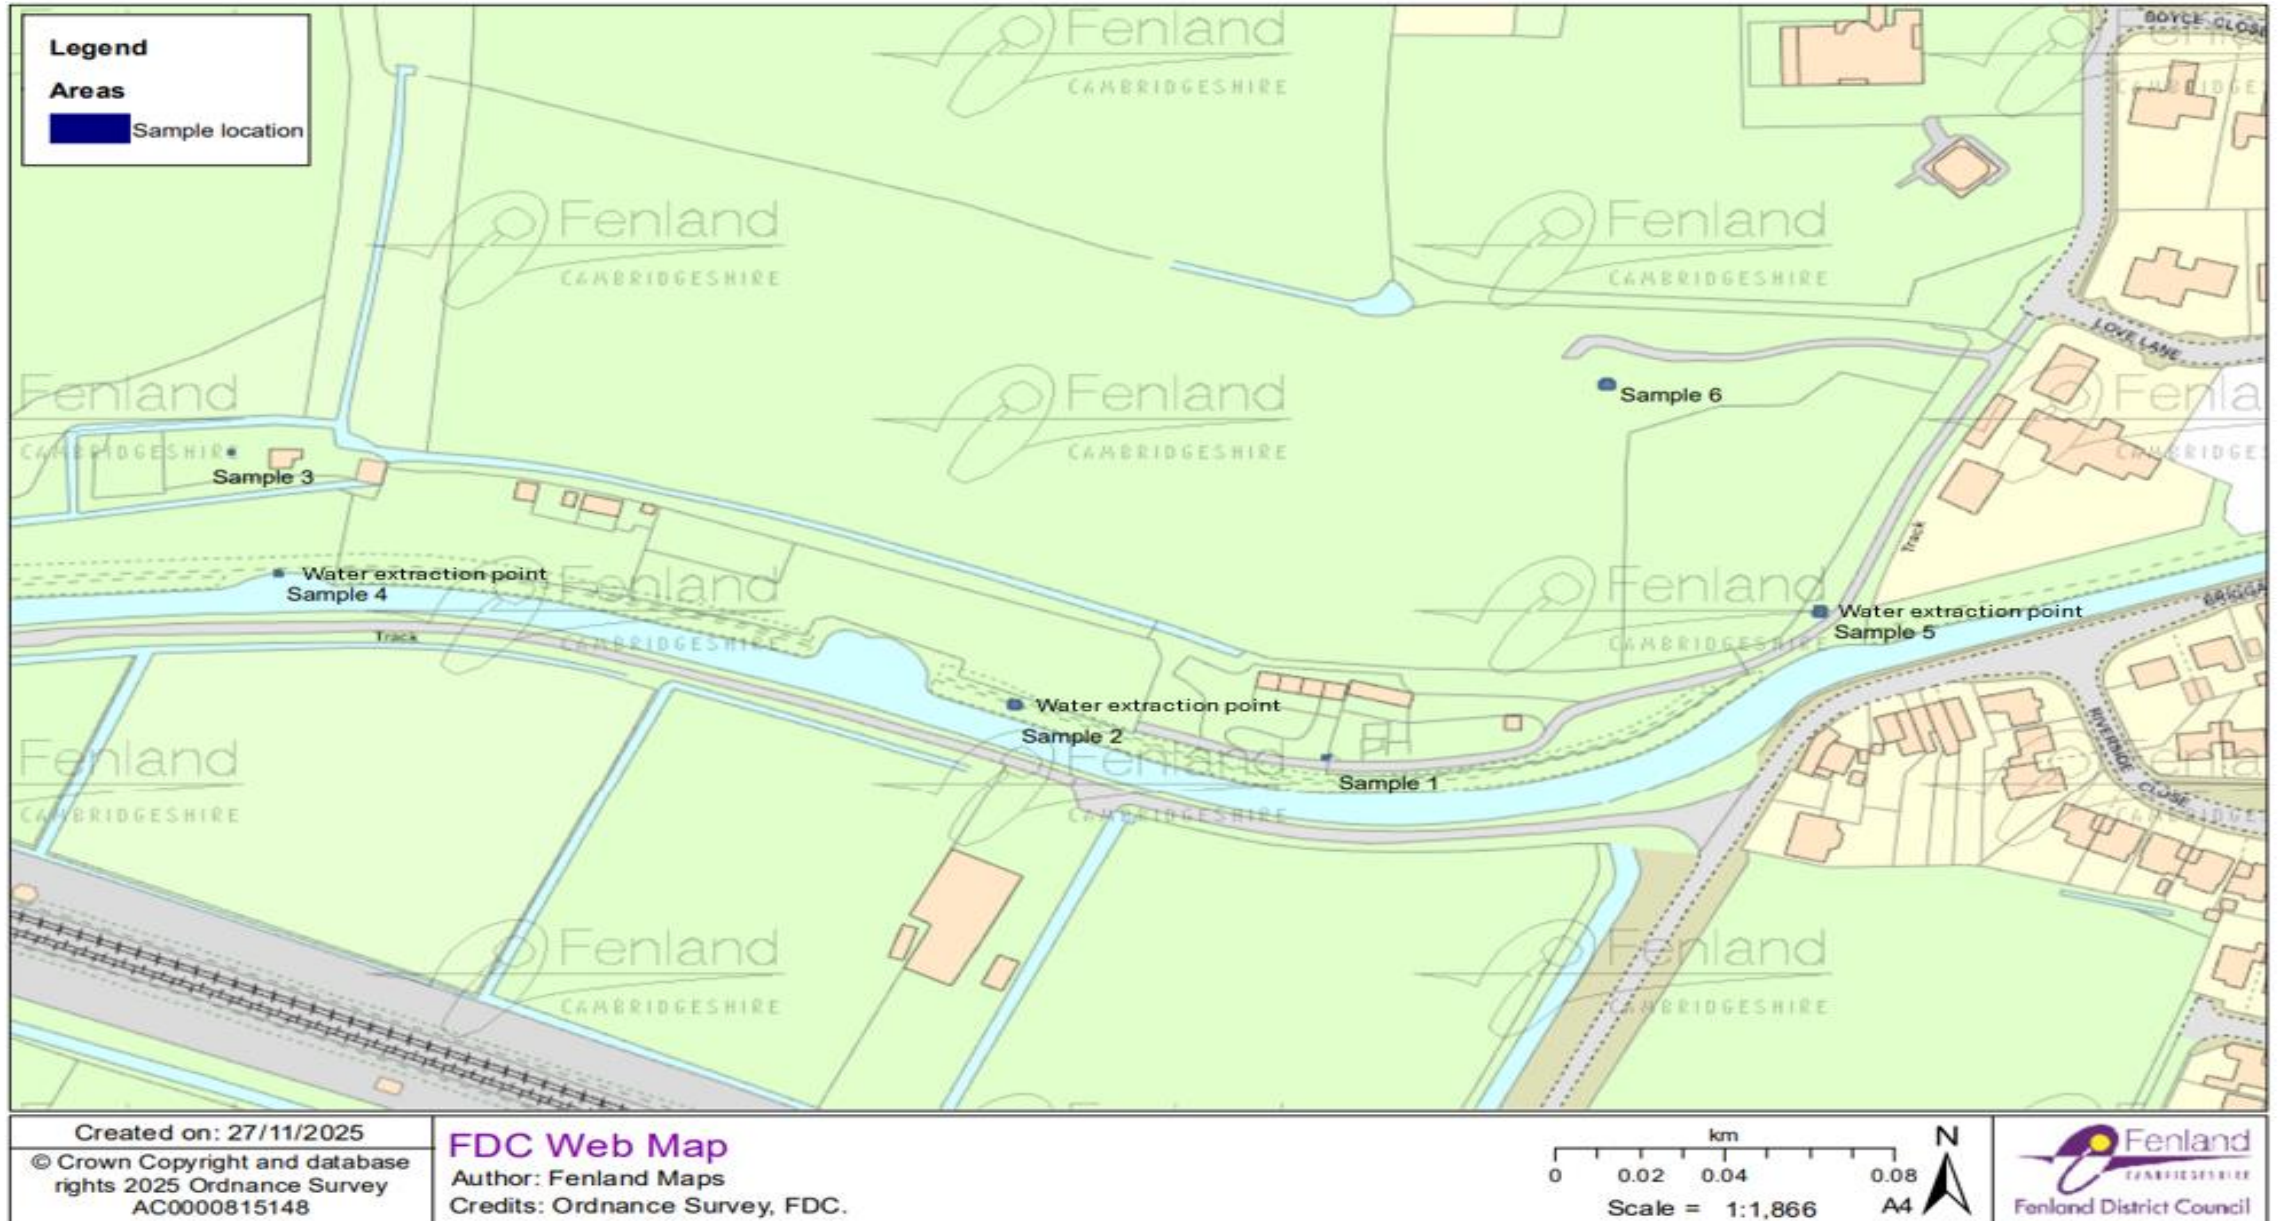 Legend
Areas
Sample location
BOYCE CLOSE
Fenland
CAMBRIDGESHIRE
LOVE LANE
Sample 6
Sample 3
Track
Water extraction point
Sample 4
Water extraction point
Sample 5
Track
Water extraction point
Sample 2
Sample 1
RIVERSIDE CLOSE
Created on: 27/11/2025
© Crown Copyright and database
rights 2025 Ordnance Survey
AC0000815148
FDC Web Map
Author: Fenland Maps
Credits: Ordnance Survey, FDC.
km
0 0.02 0.04 0.08
Scale = 1:1,866
A4
N
Fenland
CAMBRIDGESHIRE
Fenland District Council